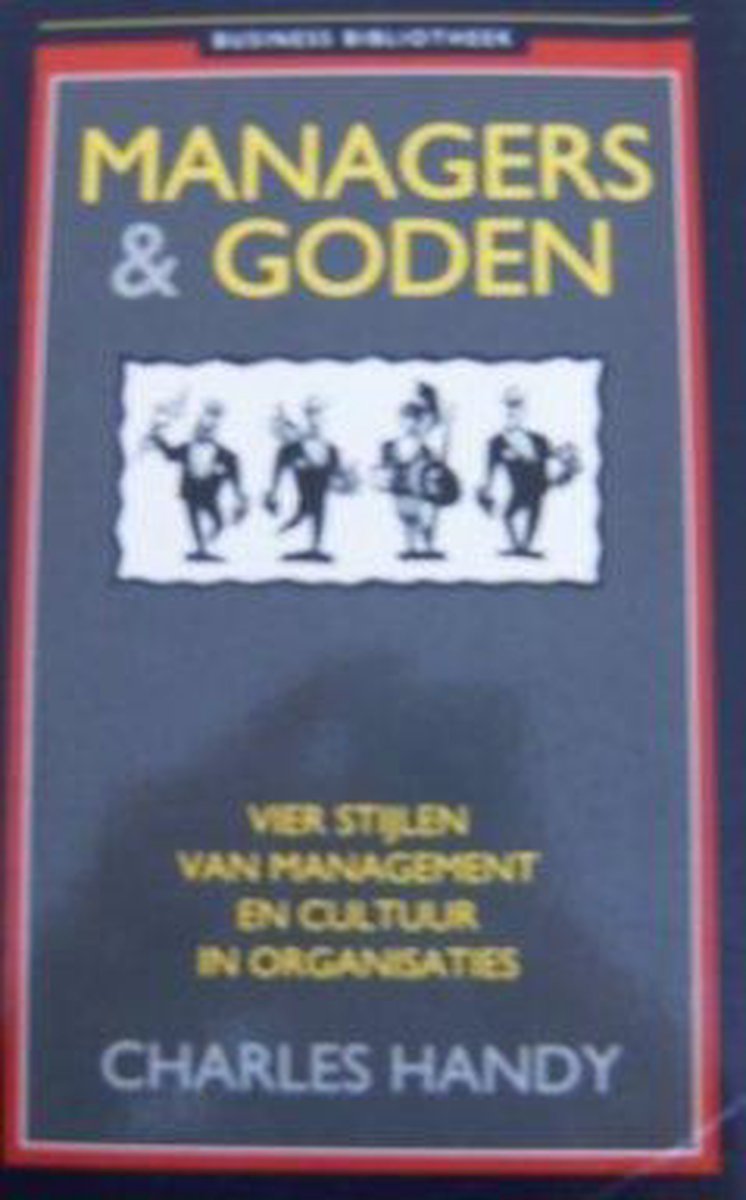 BUSINESS BIBLIOTHEEK
MANAGERS
& GODEN
VIER STIJLEN
VAN MANAGEMENT
EN CULTUUR
IN ORGANISATIES
CHARLES HANDY